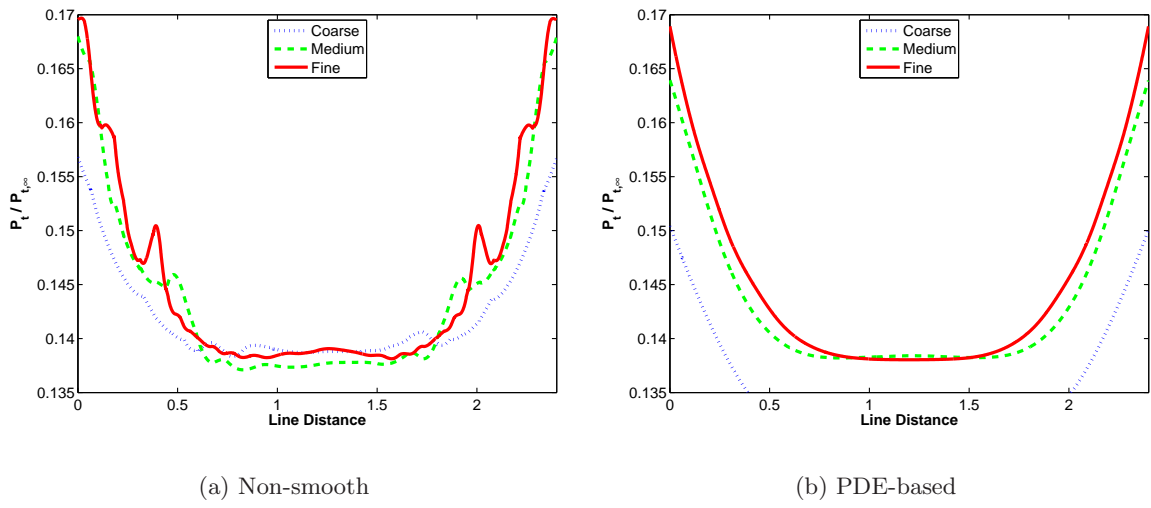 0.17
0.165
0.16
0.155
0.15
0.145
0.14
0.135
P_t / P_t,∞
0 0.5 1 1.5 2
Line Distance
Coarse
Medium
Fine
(a) Non-smooth
0.17
0.165
0.16
0.155
0.15
0.145
0.14
0.135
P_t / P_t,∞
0 0.5 1 1.5 2
Line Distance
Coarse
Medium
Fine
(b) PDE-based